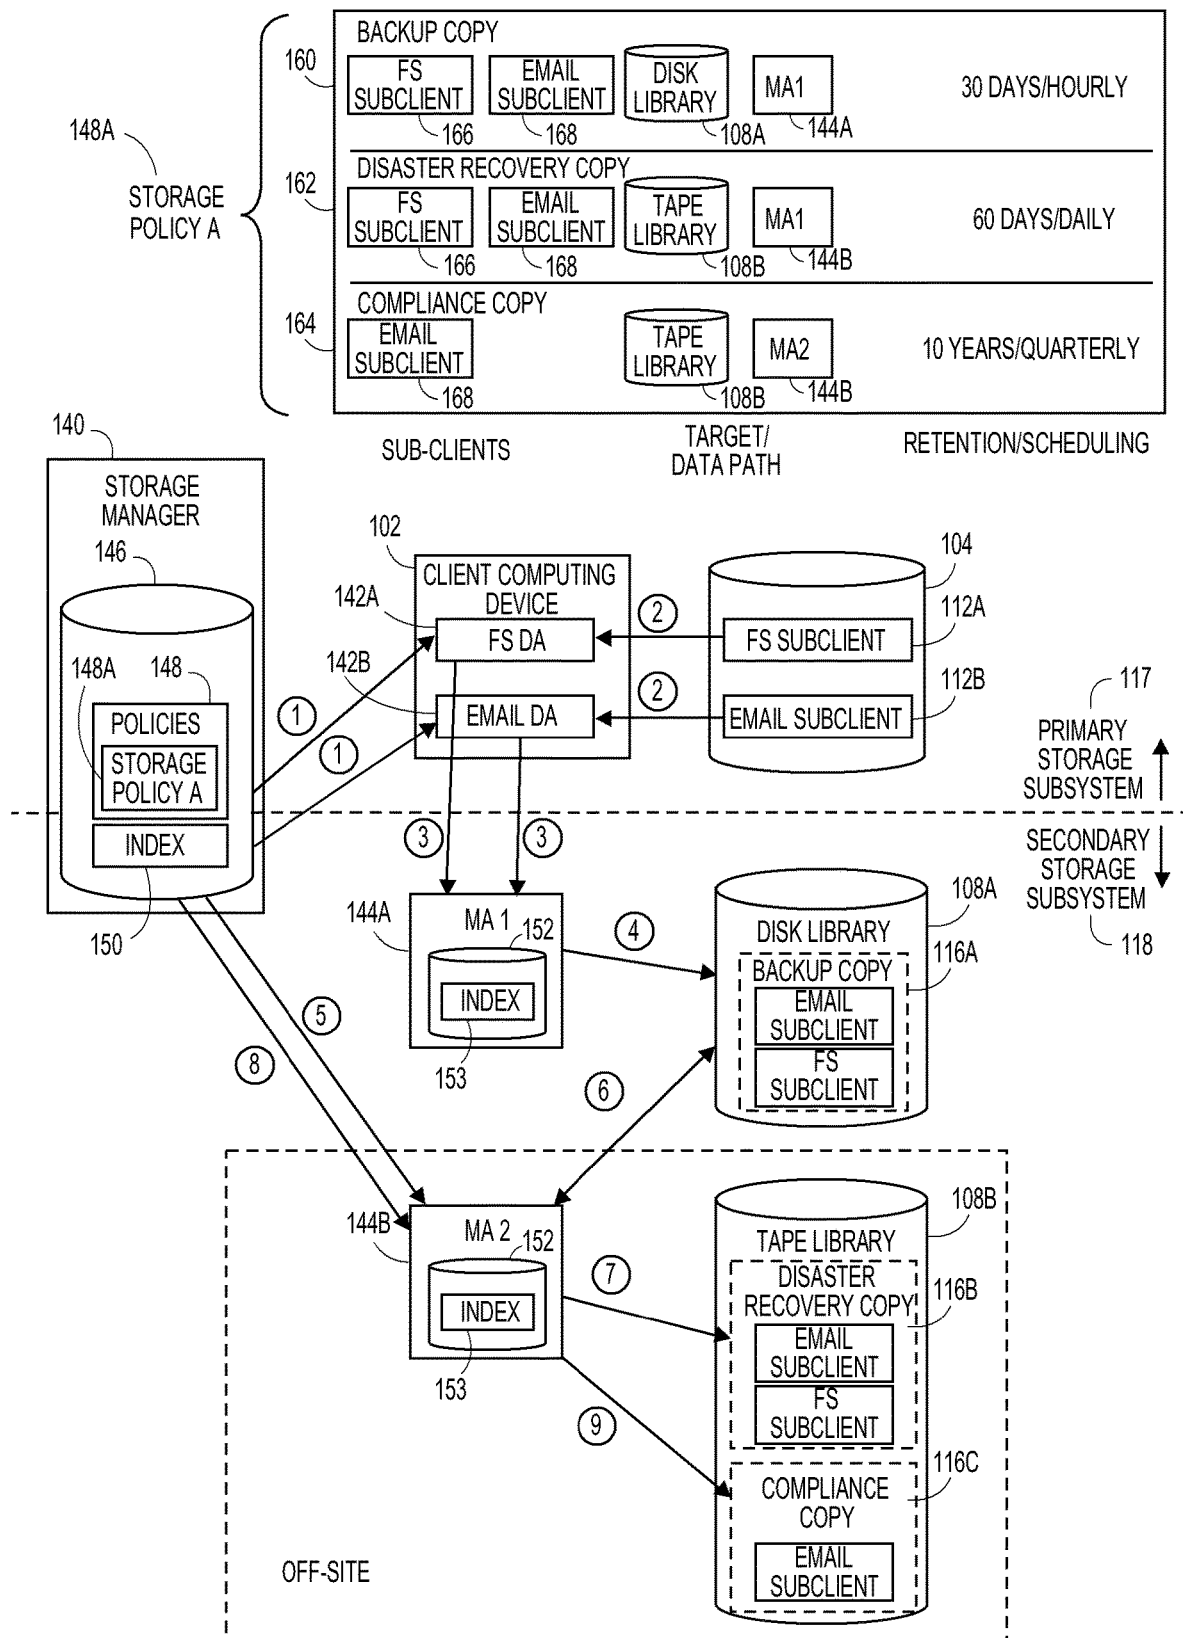 BACKUP COPY
160
FS
SUBCLIENT
166
EMAIL
SUBCLIENT
168
DISK
LIBRARY
108A
MA1
144A
30 DAYS/HOURLY
148A
STORAGE
POLICY A
DISASTER RECOVERY COPY
162
FS
SUBCLIENT
166
EMAIL
SUBCLIENT
168
TAPE
LIBRARY
108B
MA1
144B
60 DAYS/DAILY
COMPLIANCE COPY
164
EMAIL
SUBCLIENT
168
TAPE
LIBRARY
108B
MA2
144B
10 YEARS/QUARTERLY
SUB-CLIENTS
TARGET/
DATA PATH
RETENTION/SCHEDULING
140
STORAGE
MANAGER
146
148A
148
POLICIES
STORAGE
POLICY A
INDEX
150
1
1
102
CLIENT COMPUTING
DEVICE
142A
FS DA
142B
EMAIL DA
2
2
104
FS SUBCLIENT
112A
EMAIL SUBCLIENT
112B
117
PRIMARY
STORAGE
SUBSYSTEM
SECONDARY
STORAGE
SUBSYSTEM
118
3
3
144A
MA 1
152
INDEX
153
4
108A
DISK LIBRARY
116A
BACKUP COPY
EMAIL
SUBCLIENT
FS
SUBCLIENT
5
8
6
144B
MA 2
152
INDEX
153
7
9
108B
TAPE LIBRARY
DISASTER
RECOVERY COPY
116B
EMAIL
SUBCLIENT
FS
SUBCLIENT
116C
COMPLIANCE
COPY
EMAIL
SUBCLIENT
OFF-SITE